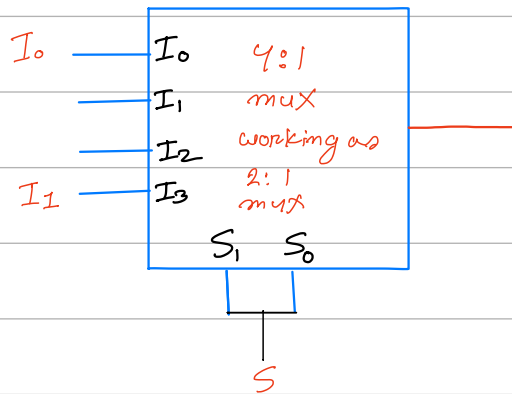 I₀ I₀ 4:1
I₁ mux
I₂ working as
I₁ I₃ 2:1
mux
S₁ S₀
S